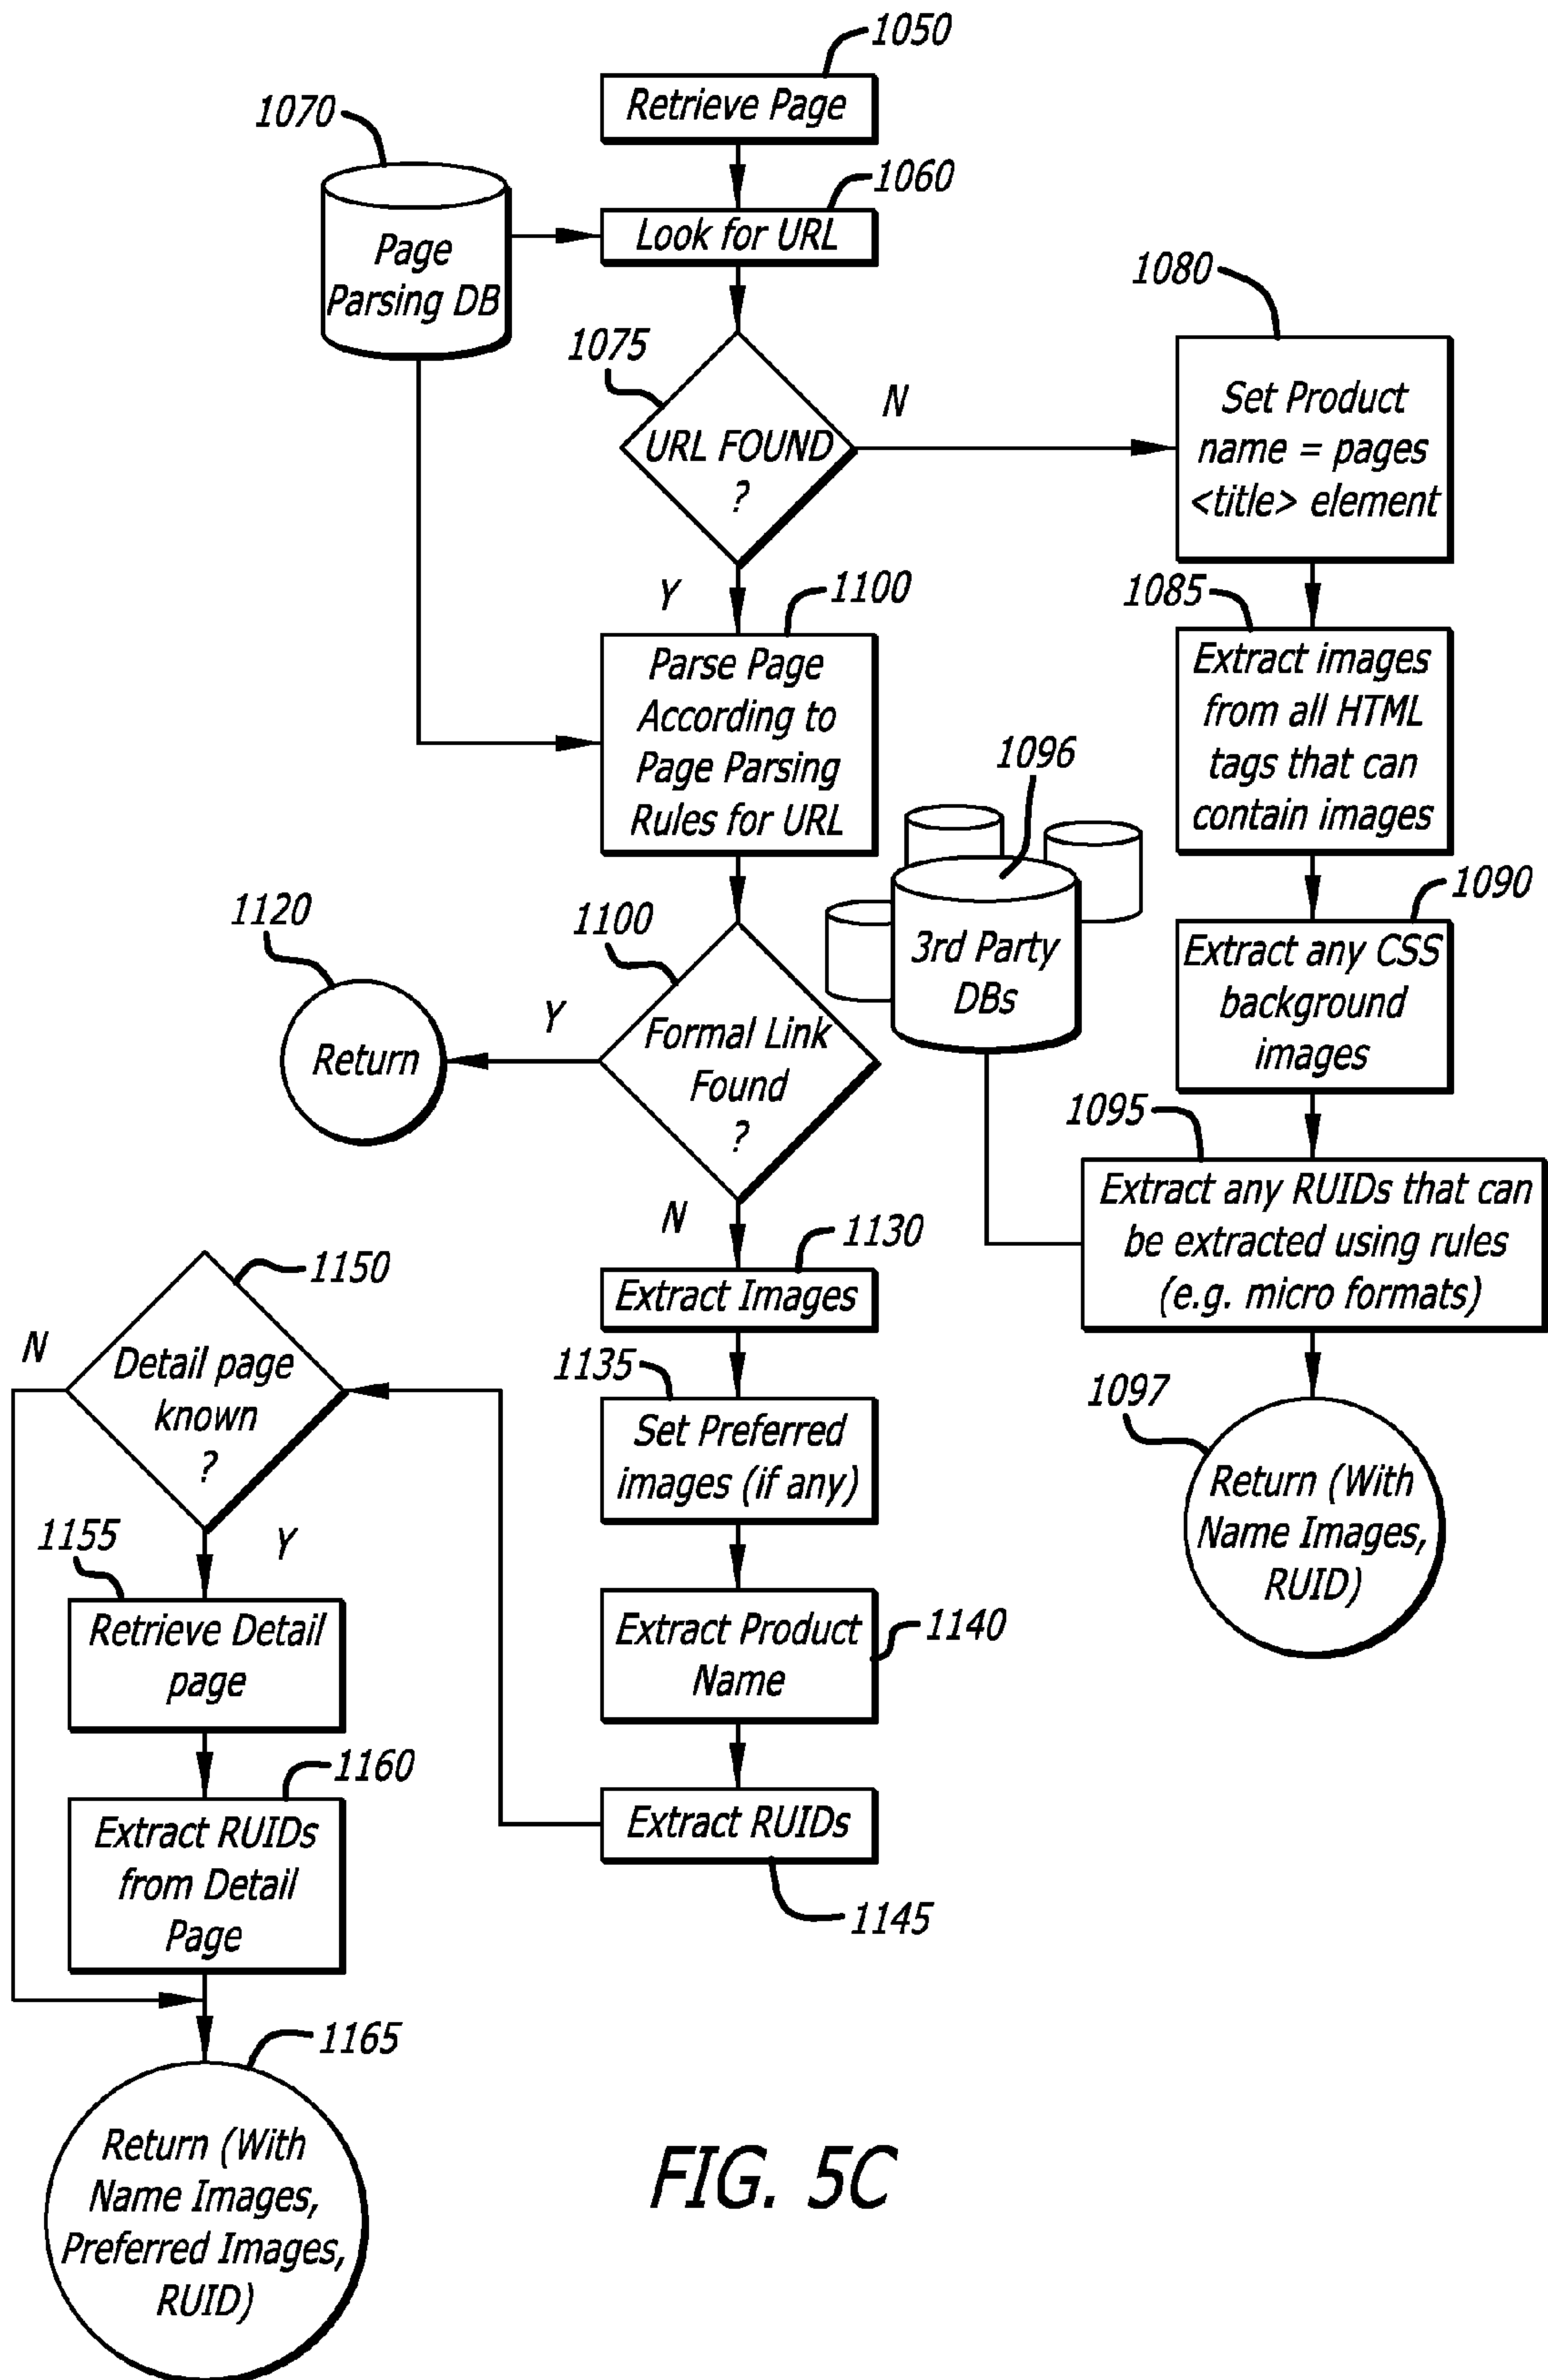 1050
Retrieve Page
1070
1060
Page
Parsing DB
Look for URL
1080
1075
URL FOUND
?
N
Set Product
name = pages
<title> element
Y
1100
1085
Parse Page
According to
Page Parsing
Rules for URL
Extract images
from all HTML
tags that can
contain images
1096
3rd Party
DBs
1090
Extract any CSS
background
images
1120
1100
Return
Y
Formal Link
Found
?
1095
Extract any RUIDs that can
be extracted using rules
(e.g. micro formats)
N
1130
Extract Images
1150
N
Detail page
known
?
1135
Set Preferred
images (if any)
1097
Return (With
Name Images,
RUID)
1155
Y
Retrieve Detail
page
Extract Product
Name
1140
1160
Extract RUIDs
from Detail
Page
Extract RUIDs
1145
1165
Return (With
Name Images,
Preferred Images,
RUID)
FIG. 5C